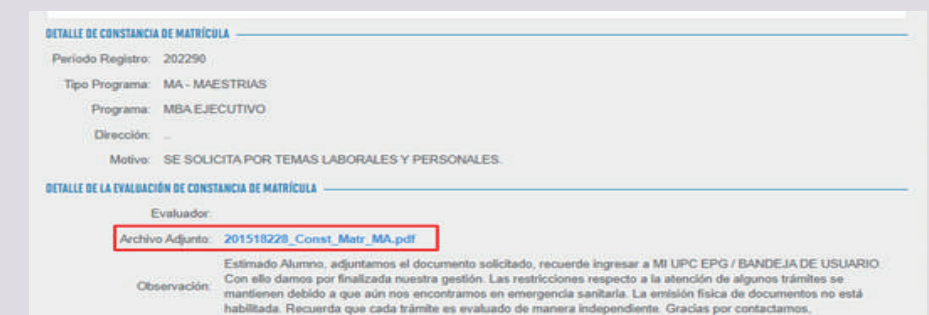 DETALLE DE CONSTANCIA DE MATRÍCULA
Período Registro: 202290
Tipo Programa: MA - MAESTRIAS
Programa: MBA EJECUTIVO
Dirección: ..
Motivo: SE SOLICITA POR TEMAS LABORALES Y PERSONALES.
DETALLE DE LA EVALUACIÓN DE CONSTANCIA DE MATRÍCULA
Evaluador:
Archivo Adjunto: 201518228_Const_Matr_MA.pdf
Estimado Alumno, adjuntamos el documento solicitado, recuerde ingresar a MI UPC EPG / BANDEJA DE USUARIO.
Con ello damos por finalizada nuestra gestión. Las restricciones respecto a la atención de algunos trámites se
Observación: mantienen debido a que aún nos encontramos en emergencia sanitaria. La emisión física de documentos no está
habilitada. Recuerda que cada trámite es evaluado de manera independiente. Gracias por contactarnos,